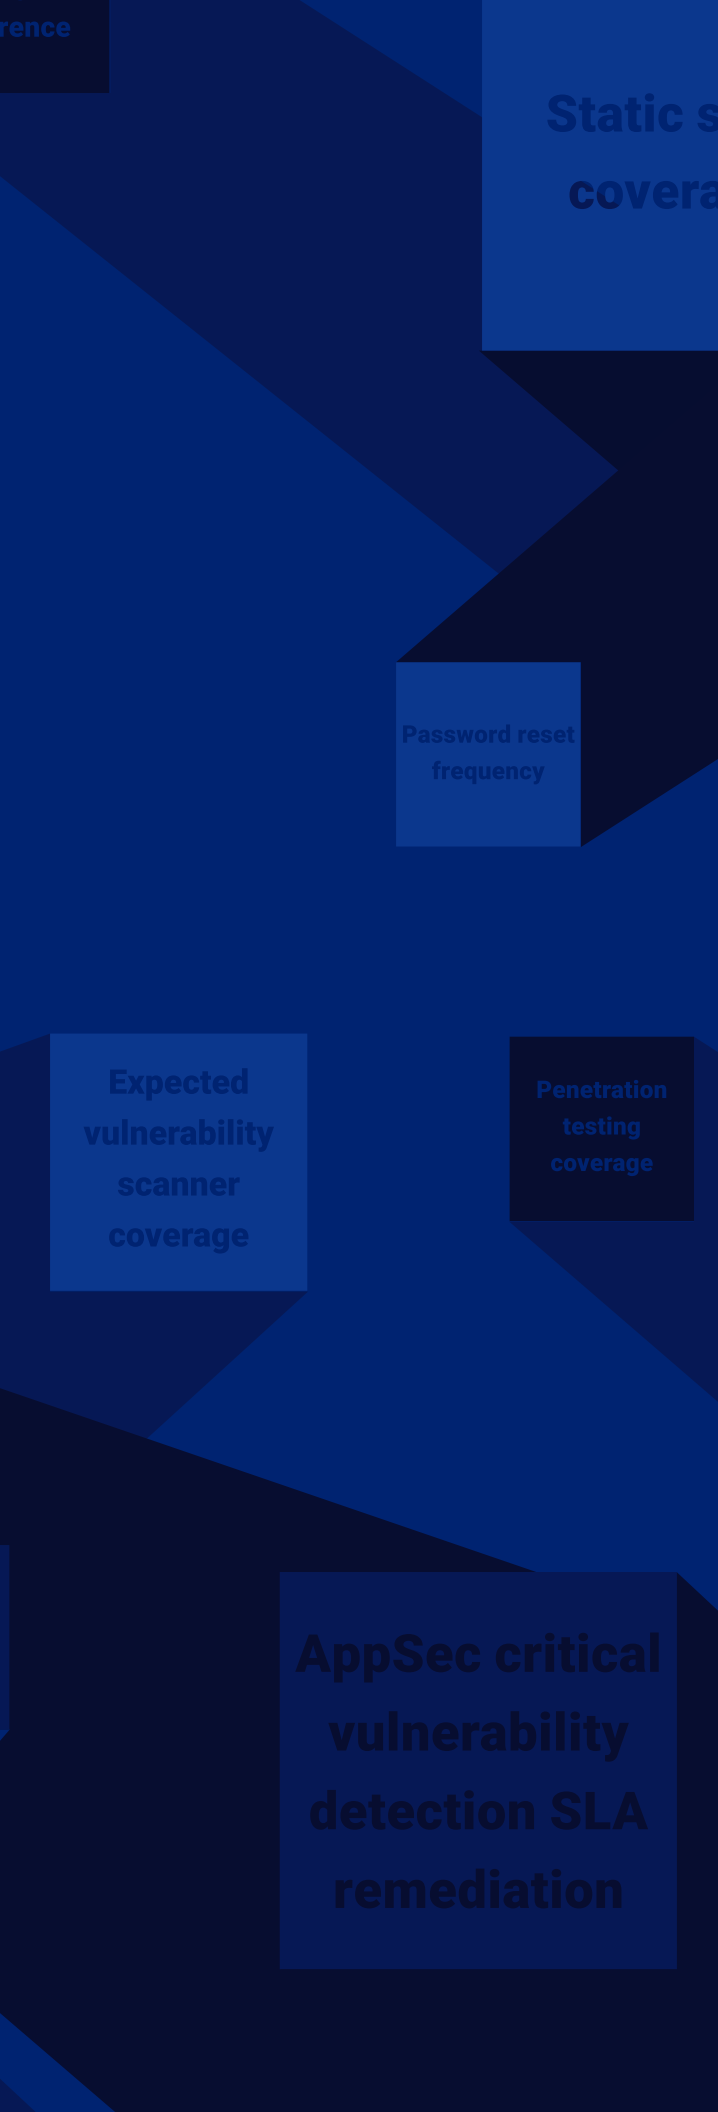 rence
Static s
covera
Password reset
frequency
Expected
vulnerability
scanner
coverage
Penetration
testing
coverage
AppSec critical
vulnerability
detection SLA
remediation